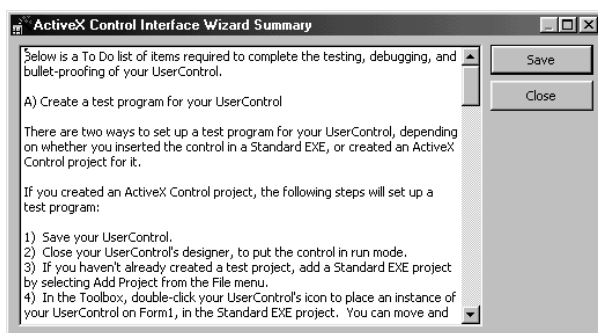 ActiveX Control Interface Wizard Summary
Below is a To Do list of items required to complete the testing, debugging, and
bullet-proofing of your UserControl.
A) Create a test program for your UserControl
There are two ways to set up a test program for your UserControl, depending
on whether you inserted the control in a Standard EXE, or created an ActiveX
Control project for it.
If you created an ActiveX Control project, the following steps will set up a
test program:
1) Save your UserControl.
2) Close your UserControl's designer, to put the control in run mode.
3) If you haven't already created a test project, add a Standard EXE project
by selecting Add Project from the File menu.
4) In the Toolbox, double-click your UserControl's icon to place an instance of
your UserControl on Form1, in the Standard EXE project. You can move and
Save
Close